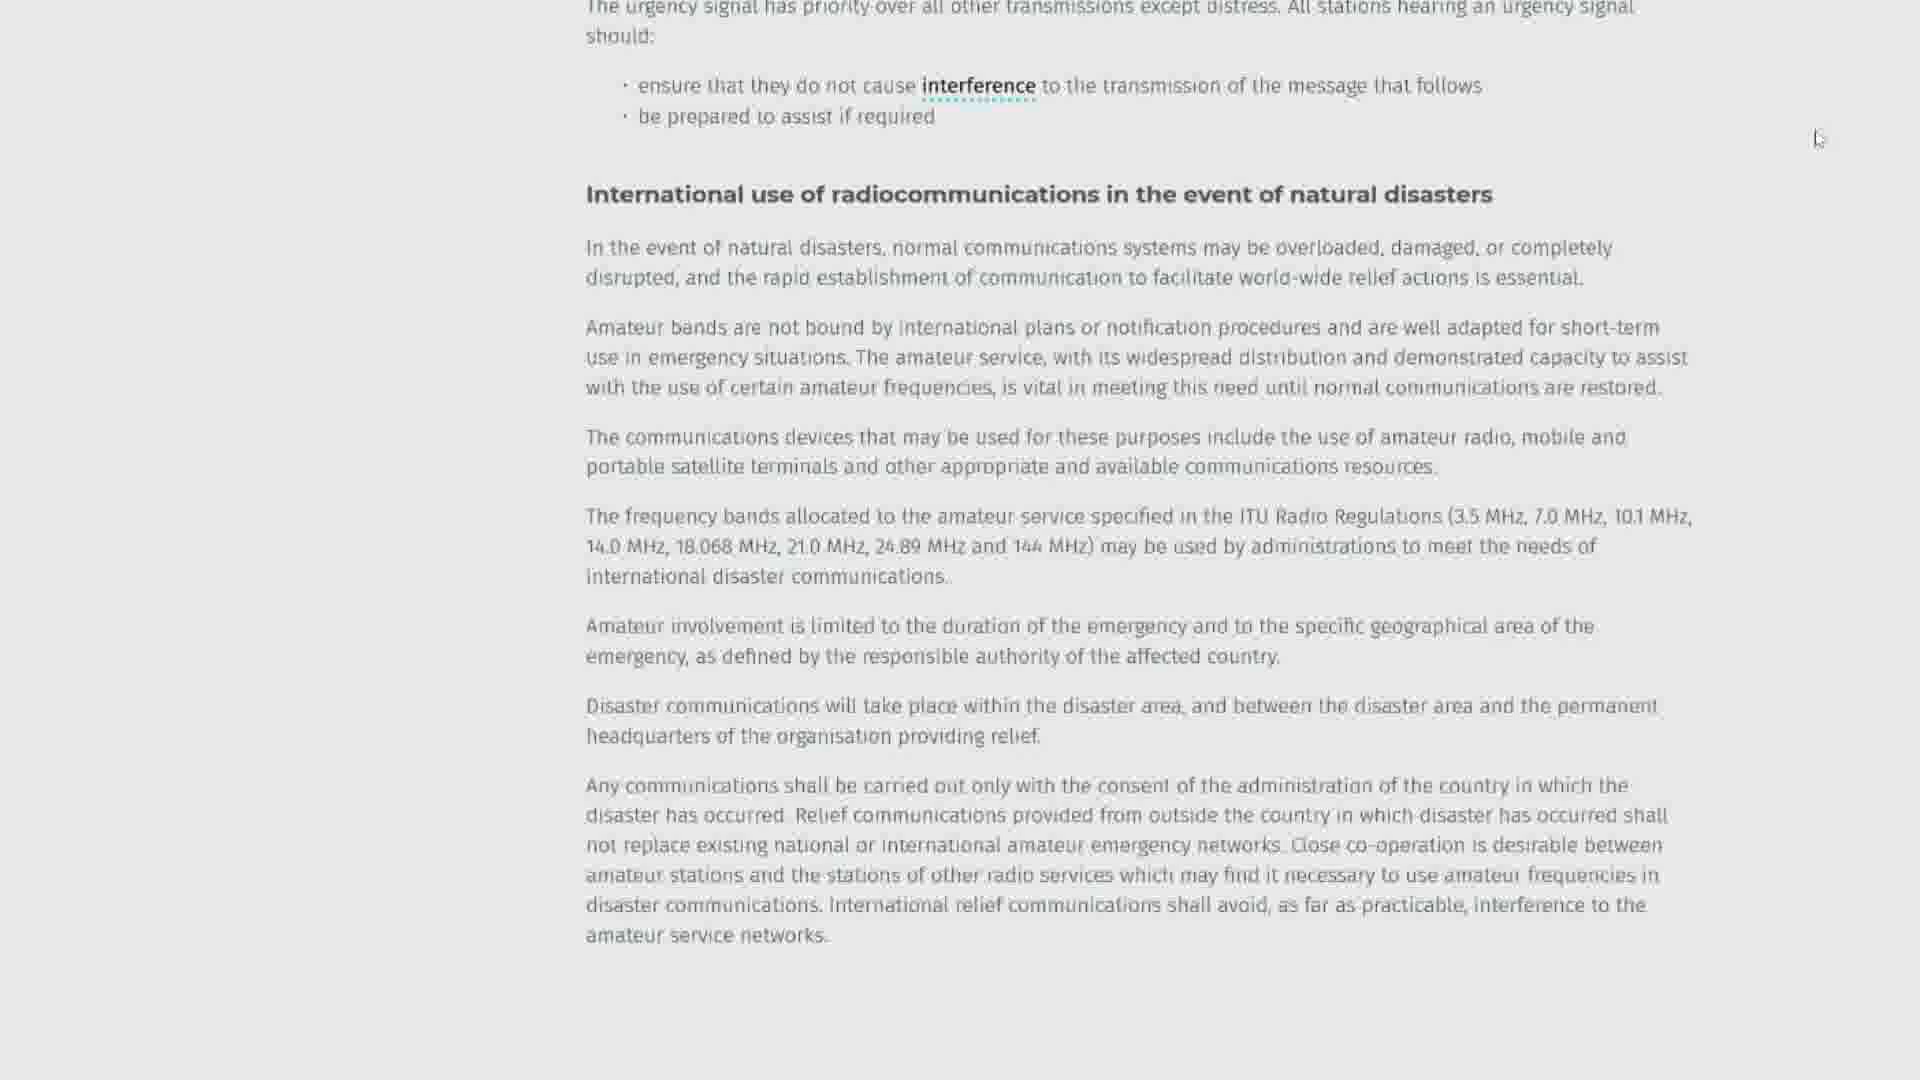 The urgency signal has priority over all other transmissions except distress. All stations hearing an urgency signal
should:
· ensure that they do not cause interference to the transmission of the message that follows
· be prepared to assist if required
International use of radiocommunications in the event of natural disasters
In the event of natural disasters, normal communications systems may be overloaded, damaged, or completely
disrupted, and the rapid establishment of communication to facilitate world-wide relief actions is essential.
Amateur bands are not bound by international plans or notification procedures and are well adapted for short-term
use in emergency situations. The amateur service, with its widespread distribution and demonstrated capacity to assist
with the use of certain amateur frequencies, is vital in meeting this need until normal communications are restored.
The communications devices that may be used for these purposes include the use of amateur radio, mobile and
portable satellite terminals and other appropriate and available communications resources.
The frequency bands allocated to the amateur service specified in the ITU Radio Regulations (3.5 MHz, 7.0 MHz, 10.1 MHz,
14.0 MHz, 18.068 MHz, 21.0 MHz, 24.89 MHz and 144 MHz) may be used by administrations to meet the needs of
international disaster communications.
Amateur involvement is limited to the duration of the emergency and to the specific geographical area of the
emergency, as defined by the responsible authority of the affected country.
Disaster communications will take place within the disaster area, and between the disaster area and the permanent
headquarters of the organisation providing relief.
Any communications shall be carried out only with the consent of the administration of the country in which the
disaster has occurred. Relief communications provided from outside the country in which disaster has occurred shall
not replace existing national or international amateur emergency networks. Close co-operation is desirable between
amateur stations and the stations of other radio services which may find it necessary to use amateur frequencies in
disaster communications. International relief communications shall avoid, as far as practicable, interference to the
amateur service networks.